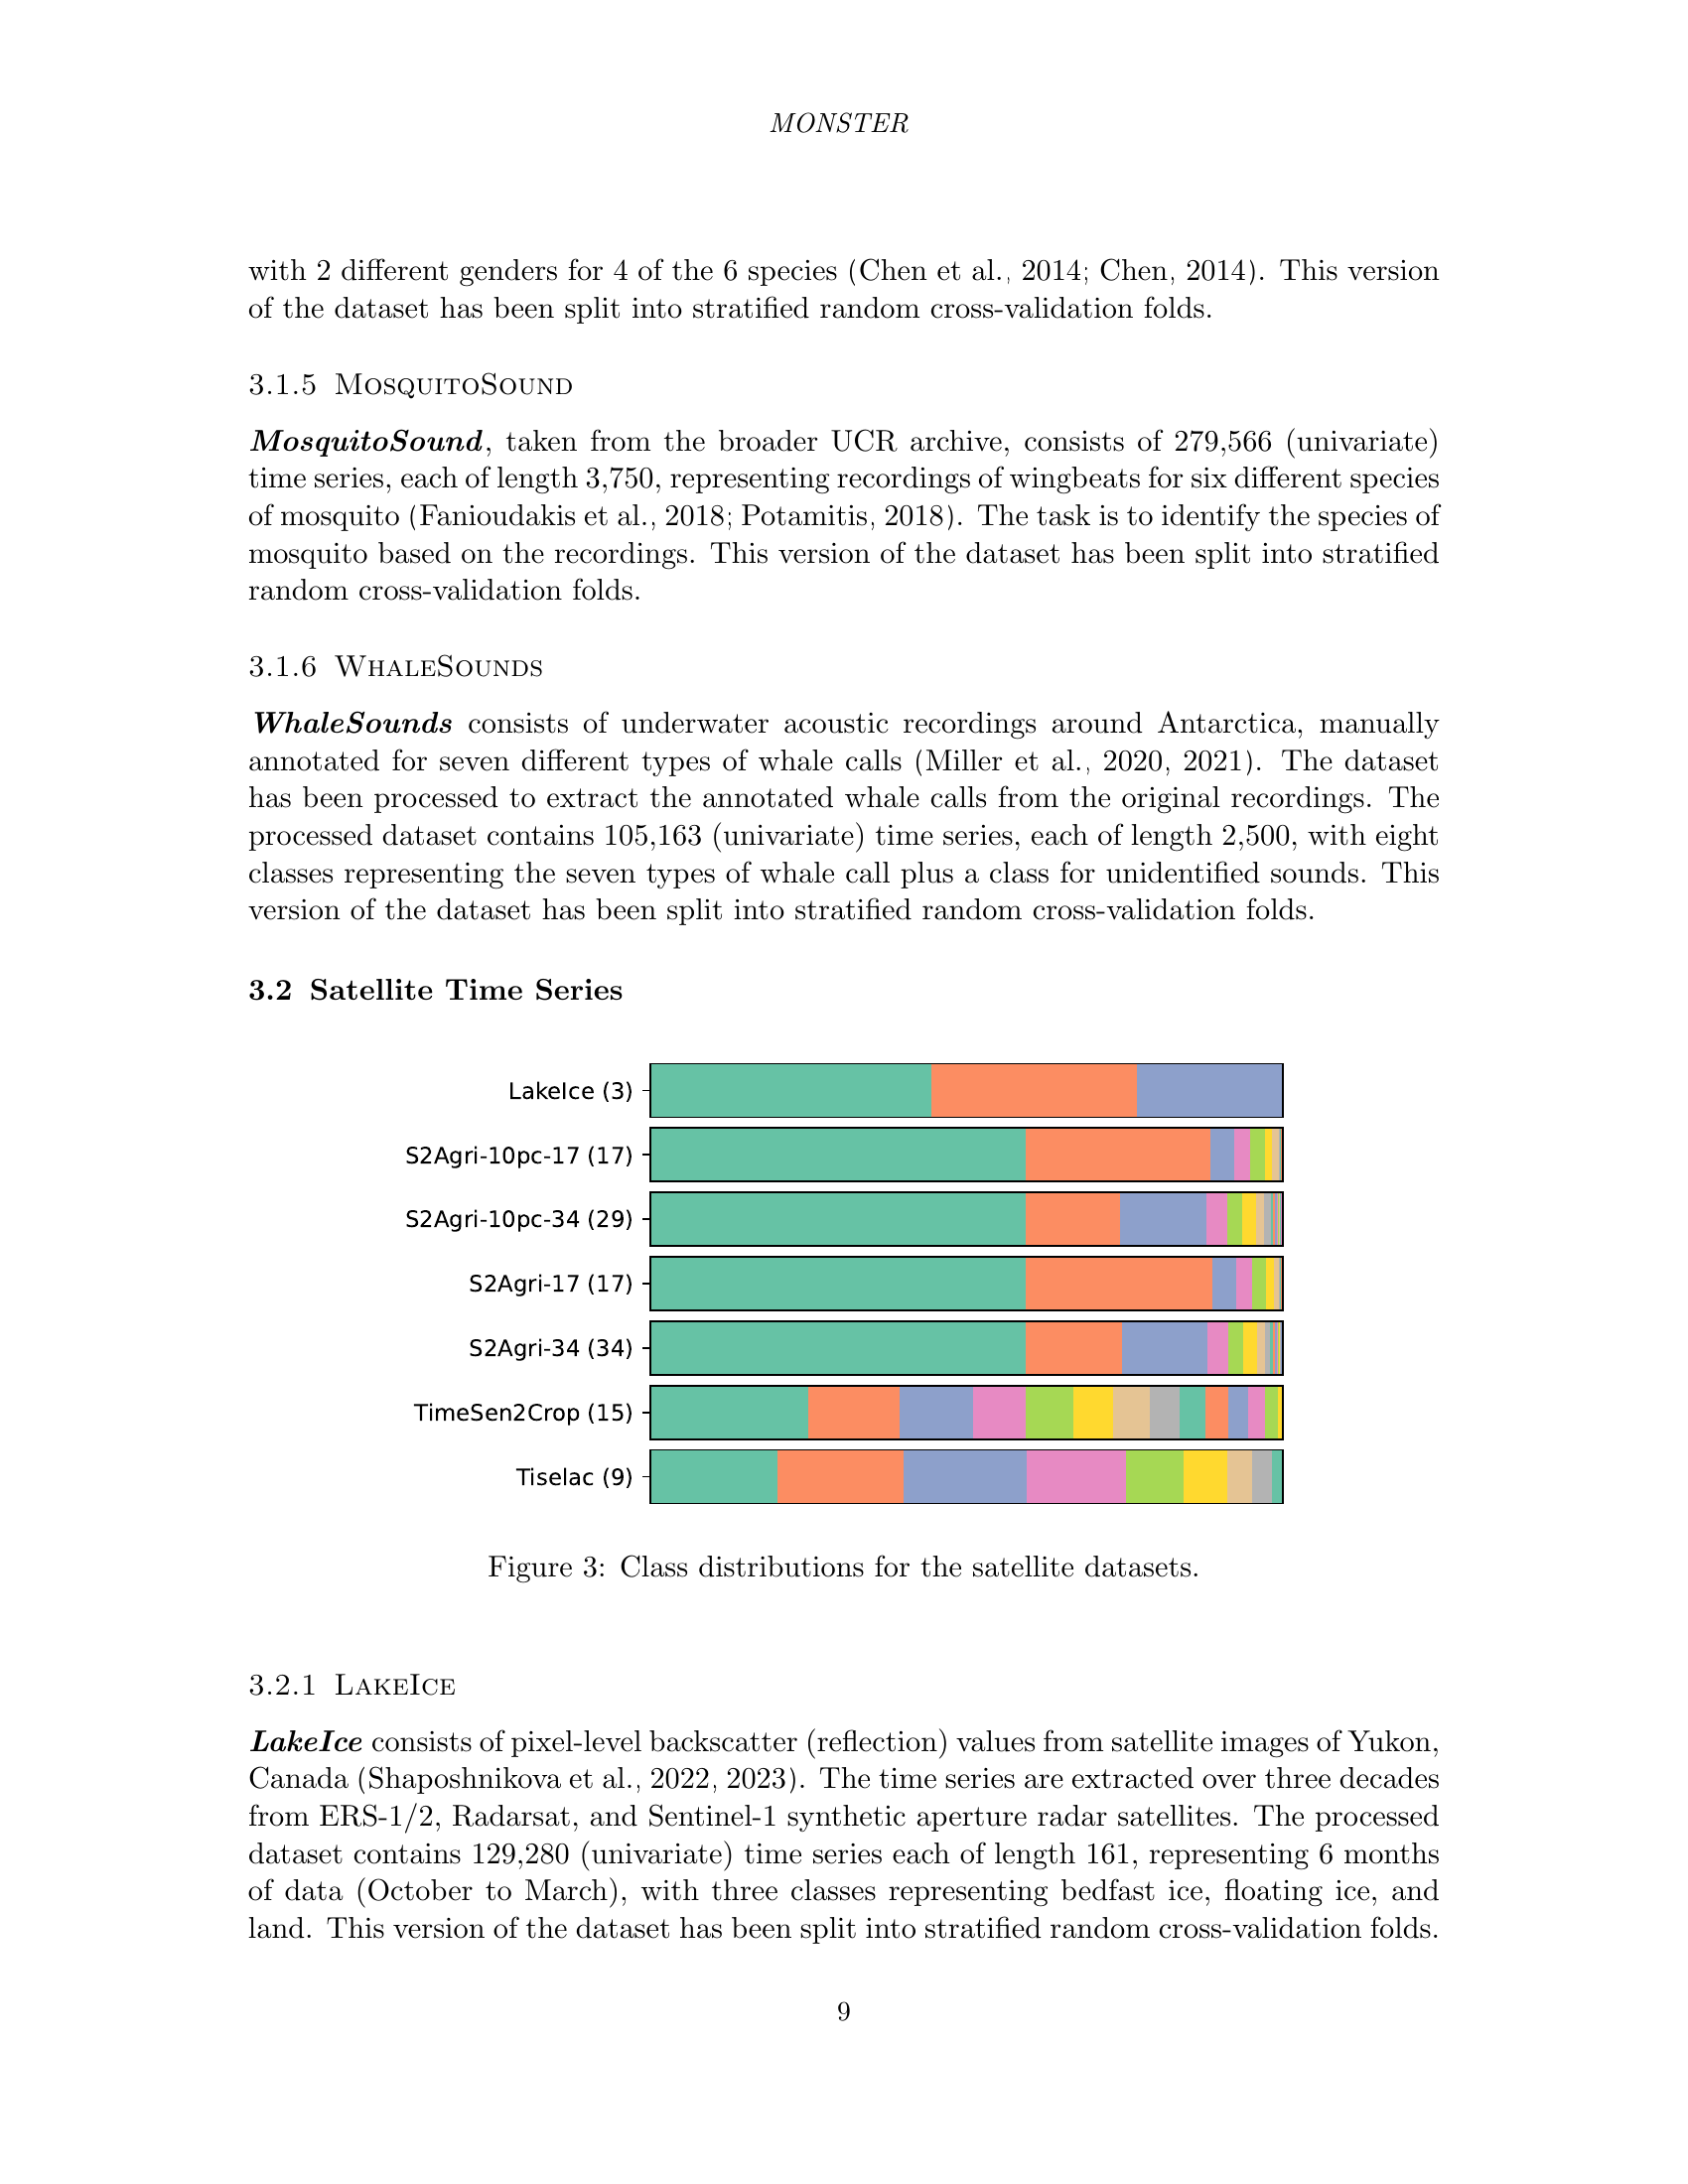 MONSTER
with 2 different genders for 4 of the 6 species (Chen et al., 2014; Chen, 2014). This version
of the dataset has been split into stratified random cross-validation folds.
3.1.5 MosquitoSound
MosquitoSound, taken from the broader UCR archive, consists of 279,566 (univariate)
time series, each of length 3,750, representing recordings of wingbeats for six different species
of mosquito (Fanioudakis et al., 2018; Potamitis, 2018). The task is to identify the species of
mosquito based on the recordings. This version of the dataset has been split into stratified
random cross-validation folds.
3.1.6 WhaleSounds
WhaleSounds consists of underwater acoustic recordings around Antarctica, manually
annotated for seven different types of whale calls (Miller et al., 2020, 2021). The dataset
has been processed to extract the annotated whale calls from the original recordings. The
processed dataset contains 105,163 (univariate) time series, each of length 2,500, with eight
classes representing the seven types of whale call plus a class for unidentified sounds. This
version of the dataset has been split into stratified random cross-validation folds.
3.2 Satellite Time Series
LakeIce (3)
S2Agri-10pc-17 (17)
S2Agri-10pc-34 (29)
S2Agri-17 (17)
S2Agri-34 (34)
TimeSen2Crop (15)
Tiselac (9)
Figure 3: Class distributions for the satellite datasets.
3.2.1 LakeIce
LakeIce consists of pixel-level backscatter (reflection) values from satellite images of Yukon,
Canada (Shaposhnikova et al., 2022, 2023). The time series are extracted over three decades
from ERS-1/2, Radarsat, and Sentinel-1 synthetic aperture radar satellites. The processed
dataset contains 129,280 (univariate) time series each of length 161, representing 6 months
of data (October to March), with three classes representing bedfast ice, floating ice, and
land. This version of the dataset has been split into stratified random cross-validation folds.
9